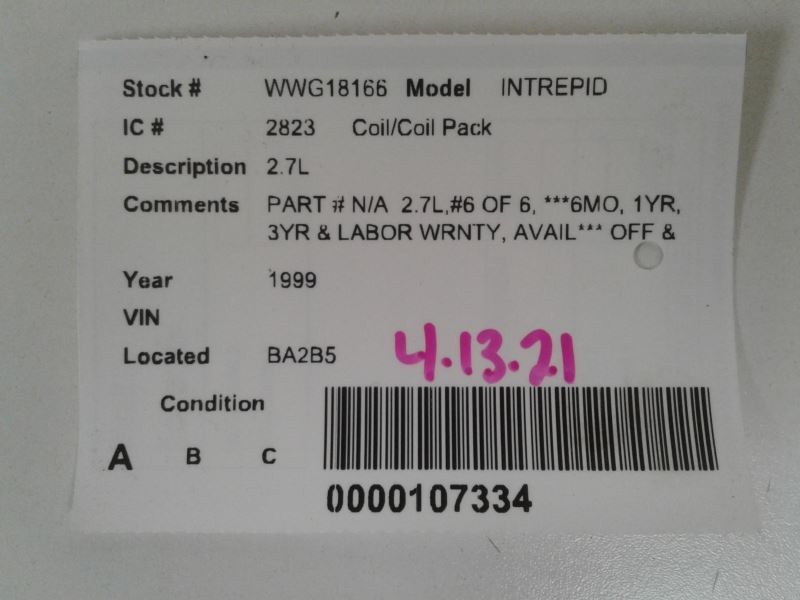 Stock # WWG18166 Model INTREPID
IC # 2823 Coil/Coil Pack
Description 2.7L
Comments PART # N/A 2.7L,#6 OF 6, ***6MO, 1YR,
3YR & LABOR WRNTY, AVAIL*** OFF &
Year 1999
VIN
Located BA2B5
4.13.21
Condition
A B C
0000107334